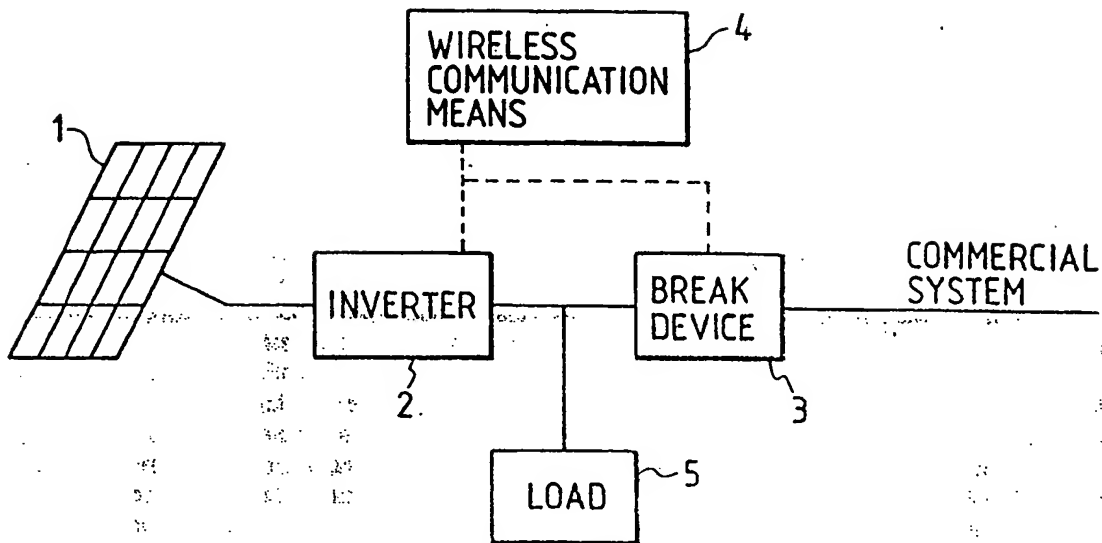 4
WIRELESS
COMMUNICATION
MEANS
1
INVERTER
2
BREAK
DEVICE
3
COMMERCIAL
SYSTEM
LOAD
5